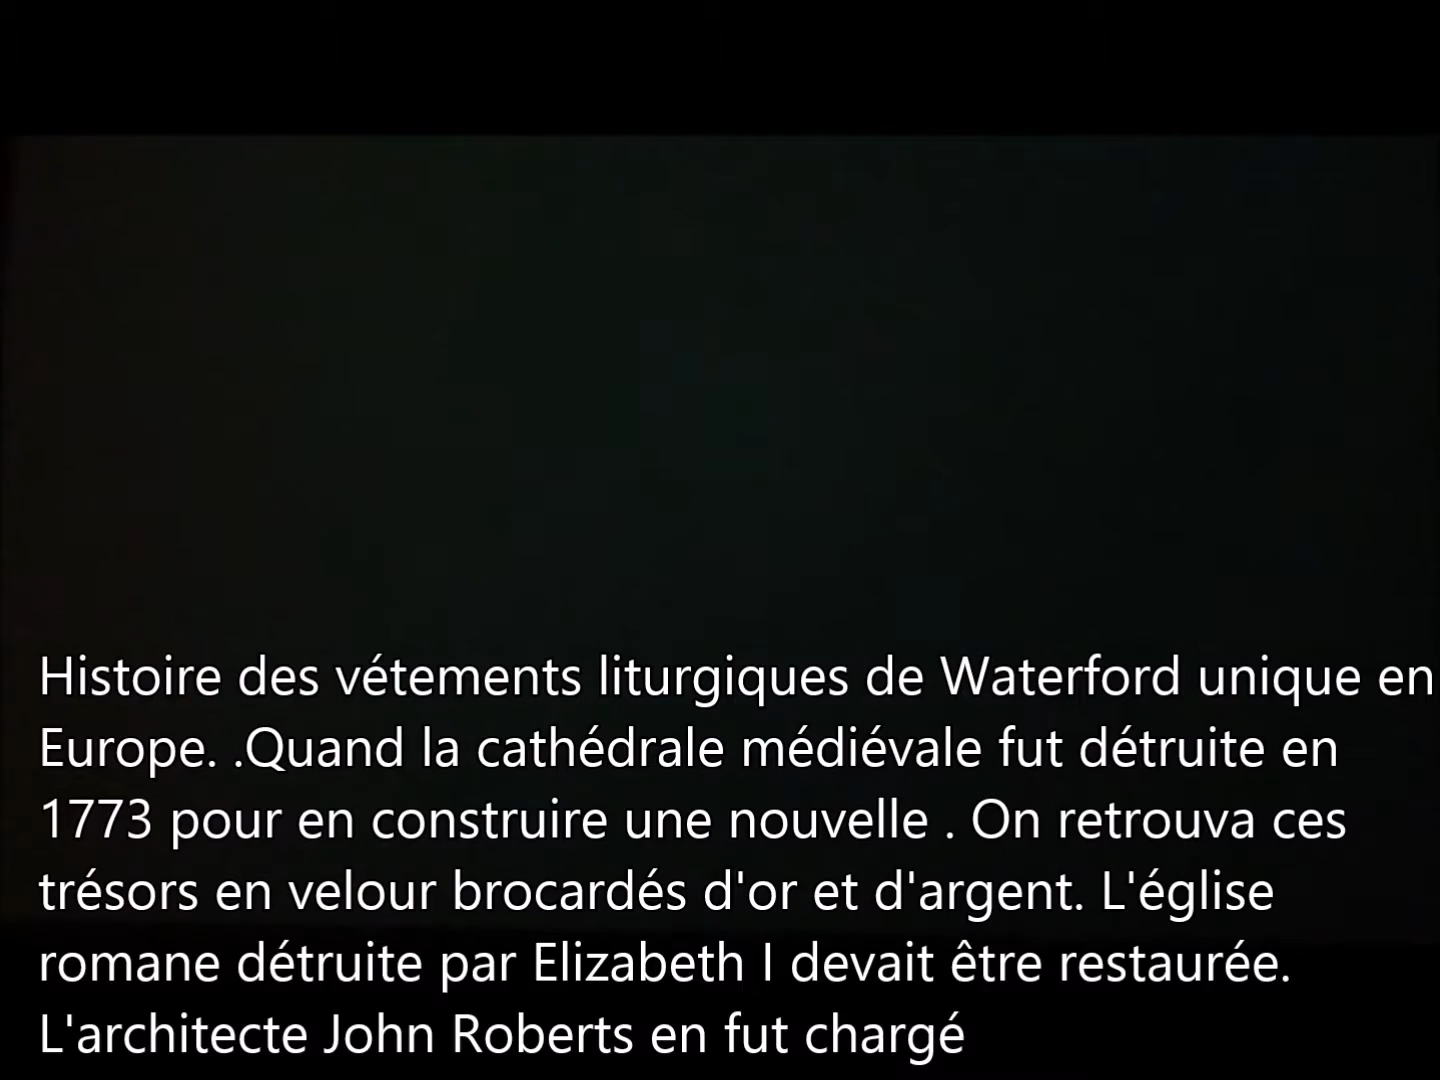 Histoire des vétements liturgiques de Waterford unique en
Europe. .Quand la cathédrale médiévale fut détruite en
1773 pour en construire une nouvelle . On retrouva ces
trésors en velour brocardés d'or et d'argent. L'église
romane détruite par Elizabeth I devait être restaurée.
L'architecte John Roberts en fut chargé